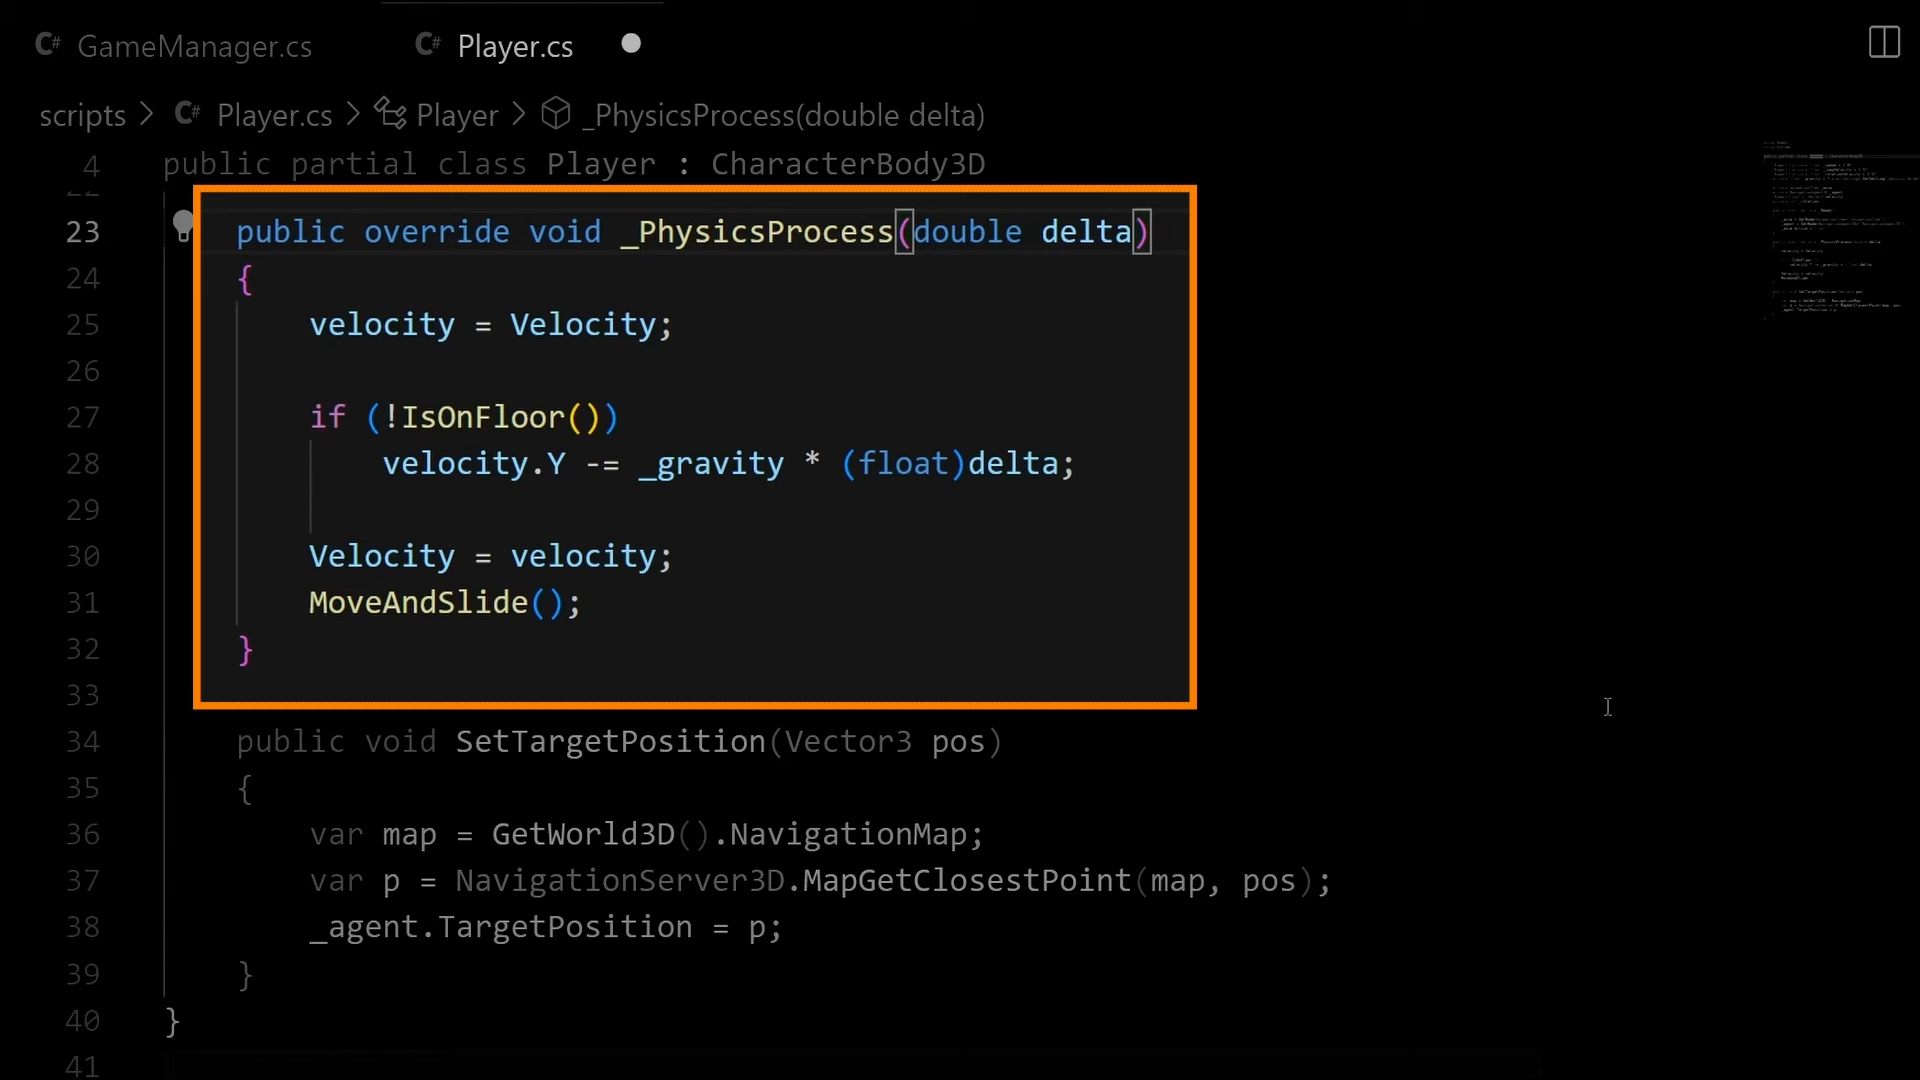 C# GameManager.cs C# Player.cs
scripts > C# Player.cs > Player > _PhysicsProcess(double delta)
4 public partial class Player : CharacterBody3D
22
23 public override void _PhysicsProcess(double delta)
24 {
25 velocity = Velocity;
26
27 if (!IsOnFloor())
28 velocity.Y -= _gravity * (float)delta;
29
30 Velocity = velocity;
31 MoveAndSlide();
32 }
33
34 public void SetTargetPosition(Vector3 pos)
35 {
36 var map = GetWorld3D().NavigationMap;
37 var p = NavigationServer3D.MapGetClosestPoint(map, pos);
38 _agent.TargetPosition = p;
39 }
40 }
41